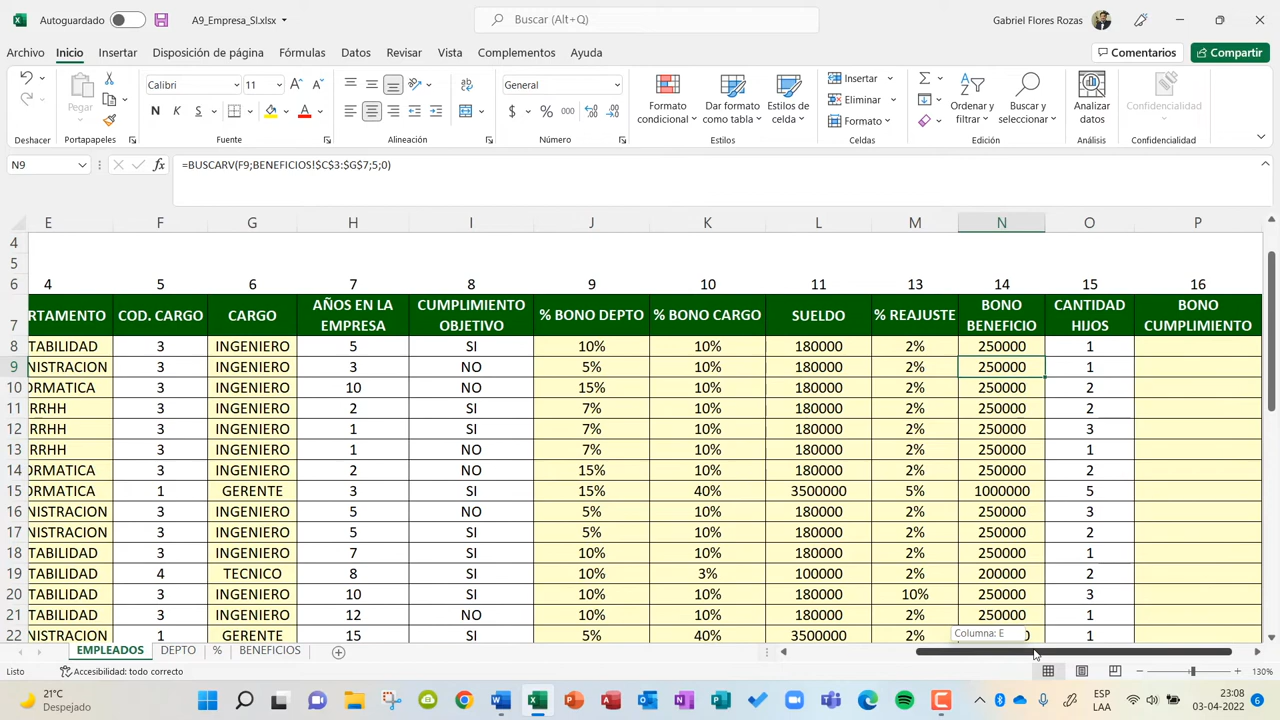 Autoguardado A9_Empresa_SI.xlsx Buscar (Alt+Q) Gabriel Flores Rozas
Archivo Inicio Insertar Disposición de página Fórmulas Datos Revisar Vista Complementos Ayuda Comentarios Compartir
Calibri 11 General Insertar
Pegar N K S Formato condicional Dar formato como tabla Estilos de celda Eliminar Ordenar y filtrar Buscar y seleccionar Analizar datos Confidencialidad
$ % 000 Formato
Deshacer Portapapeles Fuente Alineación Número Estilos Celdas Edición Análisis Confidencialidad
N9 fx =BUSCARV(F9;BENEFICIOS!$C$3:$G$7;5;0)
E F G H I J K L M N O P
4
5
6 4 5 6 7 8 9 10 11 13 14 15 16
7 RTAMENTO COD. CARGO CARGO AÑOS EN LA EMPRESA CUMPLIMIENTO OBJETIVO % BONO DEPTO % BONO CARGO SUELDO % REAJUSTE BONO BENEFICIO CANTIDAD HIJOS BONO CUMPLIMIENTO
8 TABILIDAD 3 INGENIERO 5 SI 10% 10% 180000 2% 250000 1
9 NISTRACION 3 INGENIERO 3 NO 5% 10% 180000 2% 250000 1
10 ORMATICA 3 INGENIERO 10 NO 15% 10% 180000 2% 250000 2
11 RRHH 3 INGENIERO 2 SI 7% 10% 180000 2% 250000 2
12 RRHH 3 INGENIERO 1 SI 7% 10% 180000 2% 250000 3
13 RRHH 3 INGENIERO 1 NO 7% 10% 180000 2% 250000 1
14 ORMATICA 3 INGENIERO 2 NO 15% 10% 180000 2% 250000 2
15 ORMATICA 1 GERENTE 3 SI 15% 40% 3500000 5% 1000000 5
16 NISTRACION 3 INGENIERO 5 NO 5% 10% 180000 2% 250000 3
17 NISTRACION 3 INGENIERO 5 SI 5% 10% 180000 2% 250000 2
18 TABILIDAD 3 INGENIERO 7 SI 10% 10% 180000 2% 250000 1
19 TABILIDAD 4 TECNICO 8 SI 10% 3% 100000 2% 200000 2
20 TABILIDAD 3 INGENIERO 10 SI 10% 10% 180000 10% 250000 3
21 TABILIDAD 3 INGENIERO 12 NO 10% 10% 180000 2% 250000 1
22 NISTRACION 1 GERENTE 15 SI 5% 40% 3500000 2% 0 1
Columna: E
EMPLEADOS DEPTO % BENEFICIOS
Listo Accesibilidad: todo correcto 130%
21°C
Despejado
ESP
LAA
23:08
03-04-2022
6